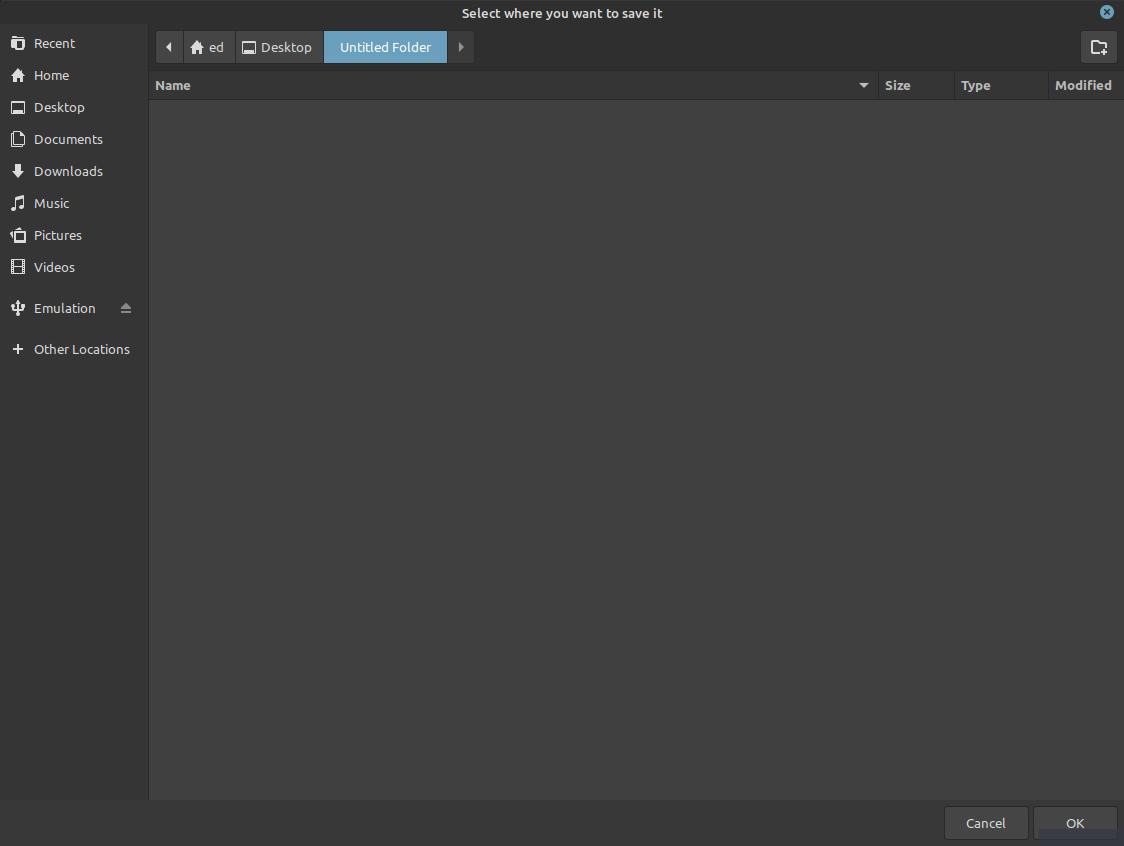 Select where you want to save it
Recent
Home
Desktop
Documents
Downloads
Music
Pictures
Videos
Emulation
Other Locations
ed Desktop Untitled Folder
Name Size Type Modified
Cancel OK